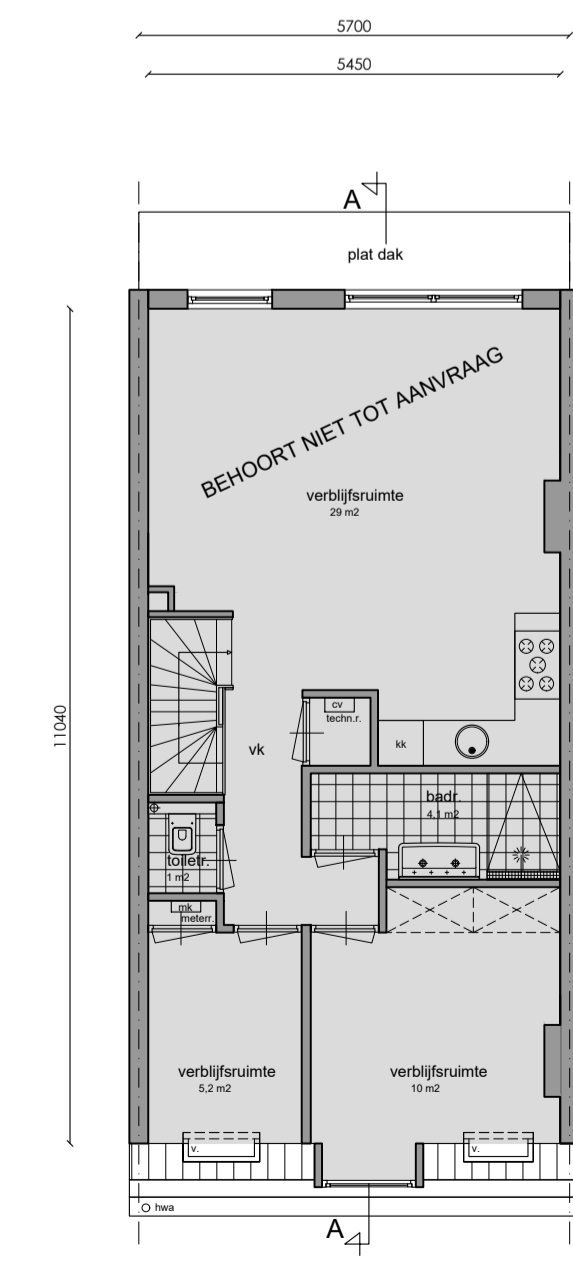 5700
5450
A
plat dak
BEHOORT NIET TOT AANVRAAG
verblijfsruimte
29 m2
11040
cv
techn.r.
vk
kk
badr.
4,1 m2
toiletr.
1 m2
mk
meterr.
verblijfsruimte
5,2 m2
verblijfsruimte
10 m2
v.
v.
hwa
A